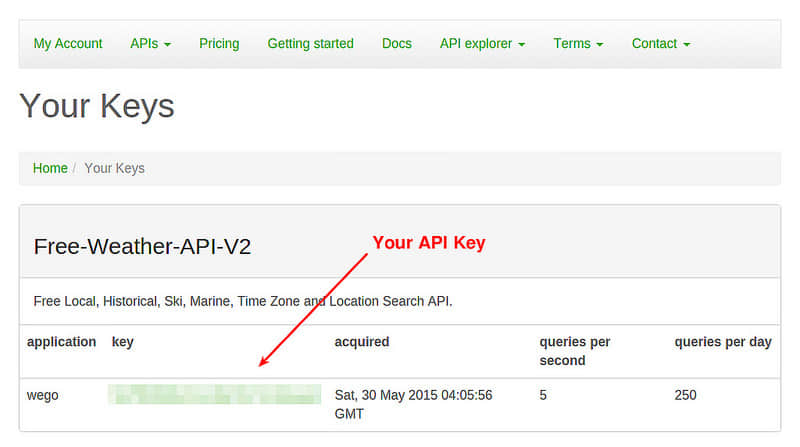 My Account APIs Pricing Getting started Docs API explorer Terms Contact
Your Keys
Home / Your Keys
Free-Weather-API-V2
Your API Key
Free Local, Historical, Ski, Marine, Time Zone and Location Search API.
application key acquired queries per second queries per day
wego Sat, 30 May 2015 04:05:56 GMT 5 250